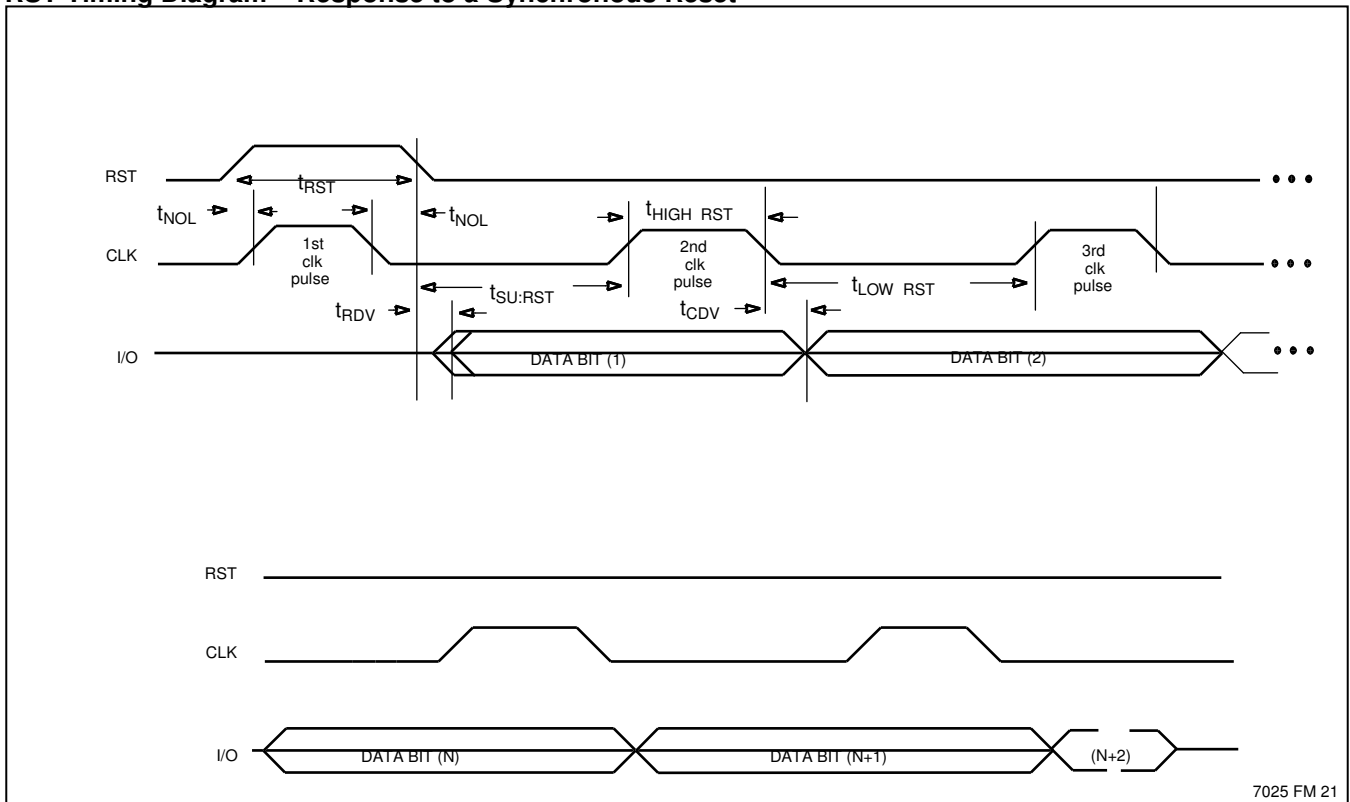 RST Timing Diagram – Response to a Synchronous Reset
RST
tRST
tNOL
tNOL
tHIGH RST
CLK
1st
clk
pulse
2nd
clk
pulse
3rd
clk
pulse
tSU:RST
tLOW RST
tRDV
tCDV
I/O
DATA BIT (1)
DATA BIT (2)
RST
CLK
I/O
DATA BIT (N)
DATA BIT (N+1)
(N+2)
7025 FM 21